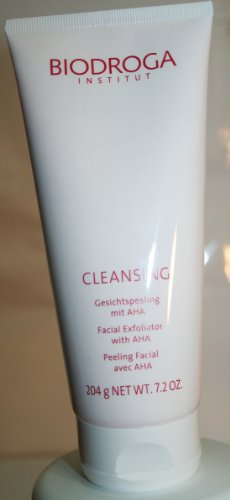 BIODROGA
INSTITUT
CLEANSING
Gesichtspeeling
mit AHA
Facial Exfoliator
with AHA
Peeling Facial
avec AHA
204 g NET WT. 7.2 OZ.